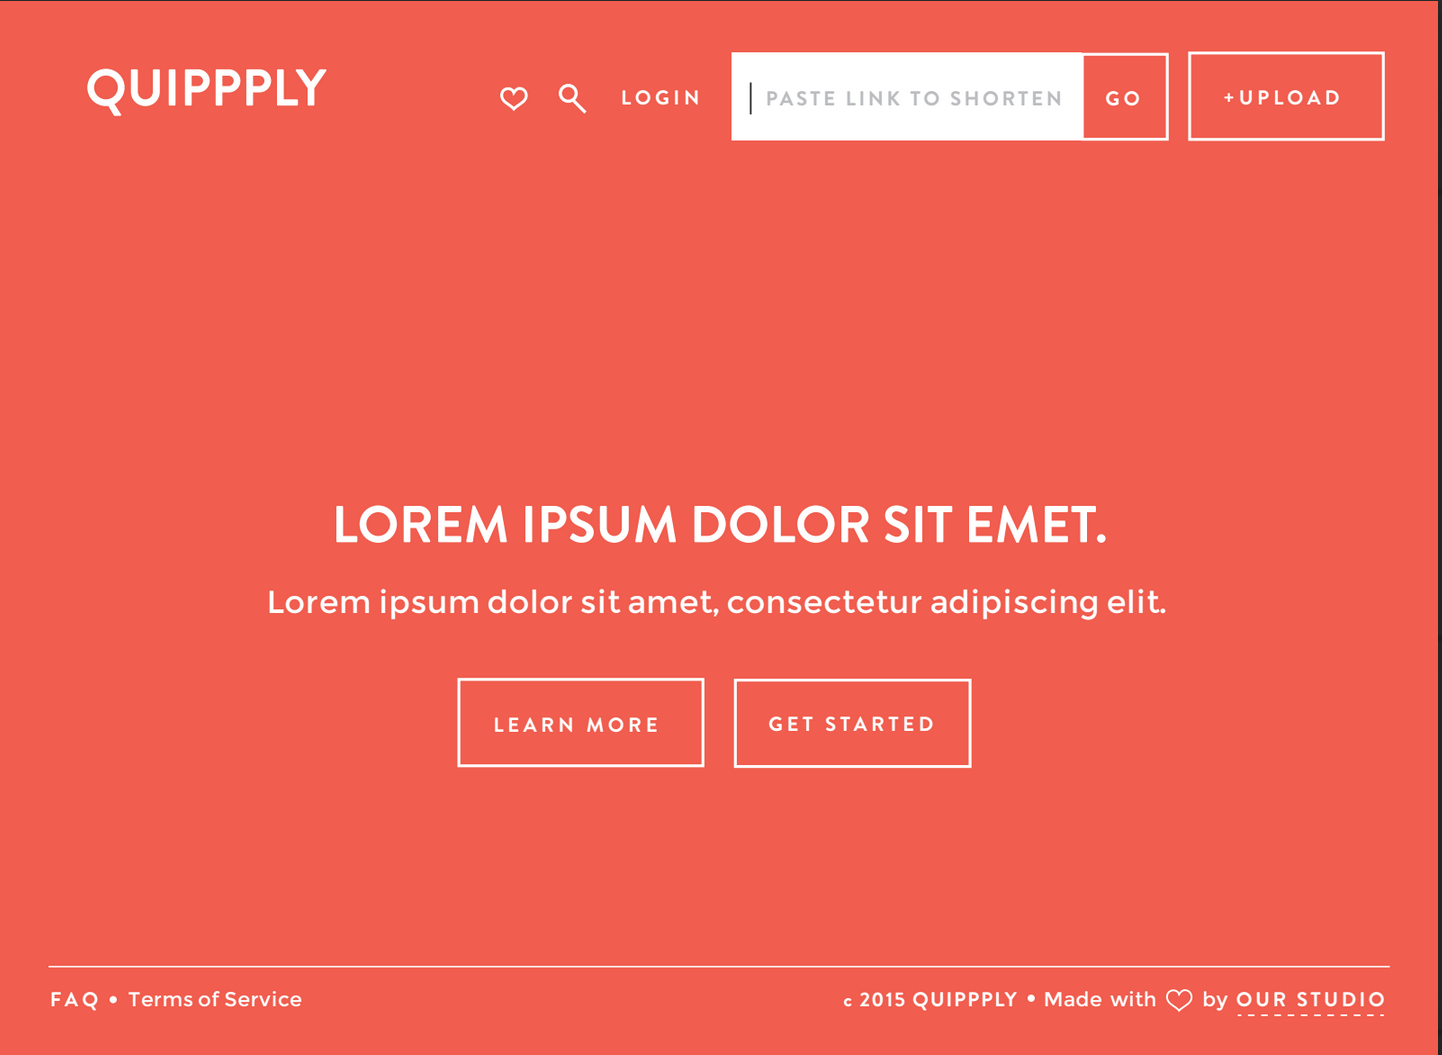 QUIPPPLY
LOGIN
PASTE LINK TO SHORTEN
GO
+UPLOAD
LOREM IPSUM DOLOR SIT EMET.
Lorem ipsum dolor sit amet, consectetur adipiscing elit.
LEARN MORE
GET STARTED
FAQ • Terms of Service
c 2015 QUIPPPLY • Made with ♡ by OUR STUDIO